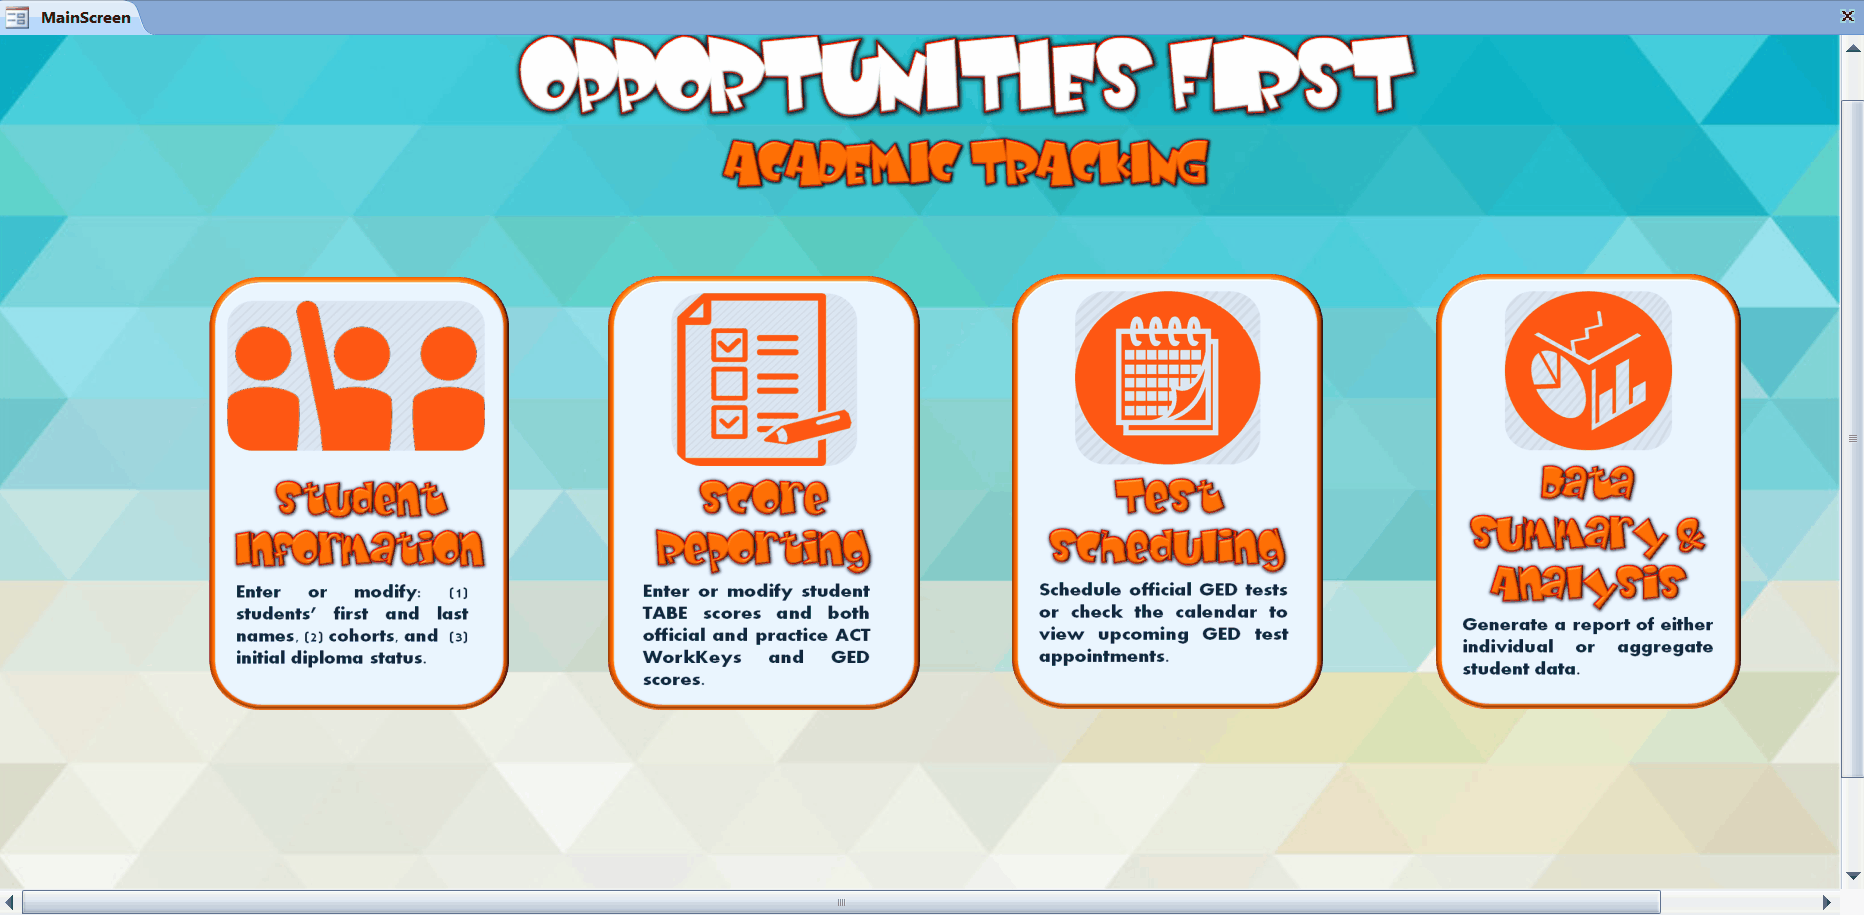 MainScreen
OPPORTUNITIES FIRST
ACADEMIC TRACKING
Student
Information
Enter or modify: (1)
students' first and last
names, (2) cohorts, and (3)
initial diploma status.
Score
Reporting
Enter or modify student
TABE scores and both
official and practice ACT
WorkKeys and GED
scores.
Test
Scheduling
Schedule official GED tests
or check the calendar to
view upcoming GED test
appointments.
Data
Summary &
Analysis
Generate a report of either
individual or aggregate
student data.